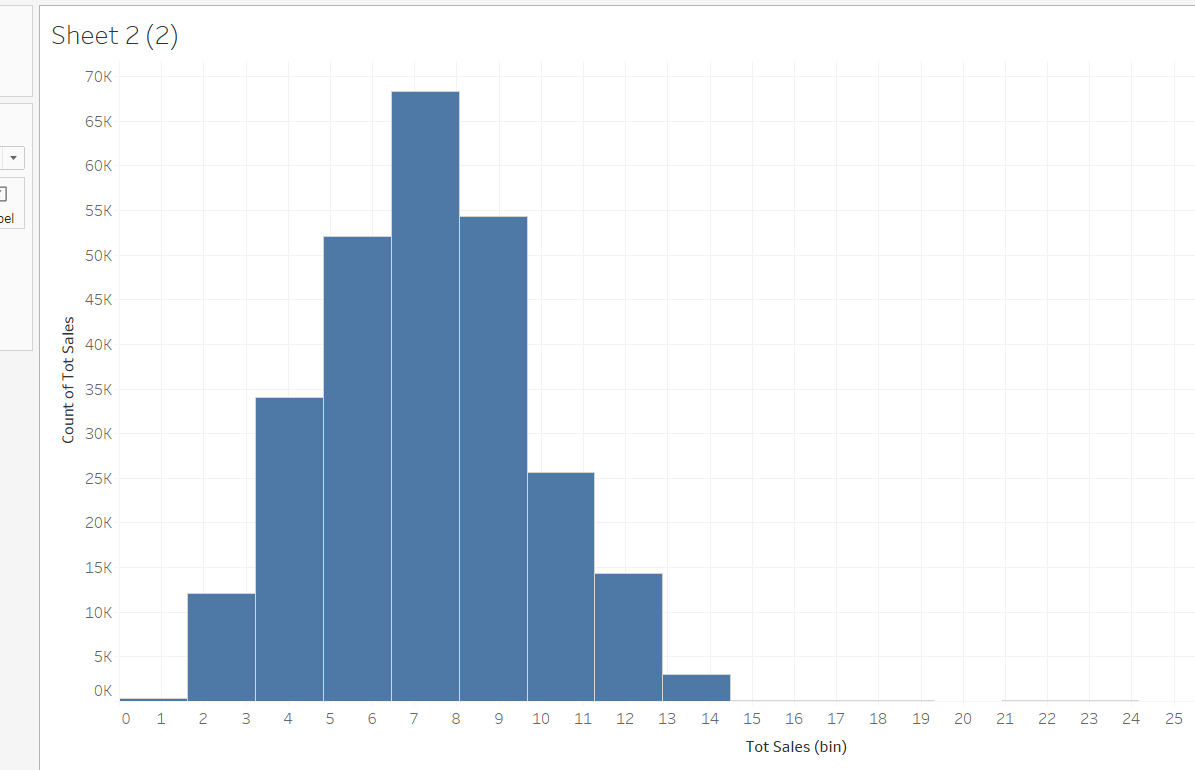 Sheet 2 (2)
70K
65K
60K
55K
50K
45K
40K
35K
30K
25K
20K
15K
10K
5K
0K
Count of Tot Sales
0 1 2 3 4 5 6 7 8 9 10 11 12 13 14 15 16 17 18 19 20 21 22 23 24 25
Tot Sales (bin)